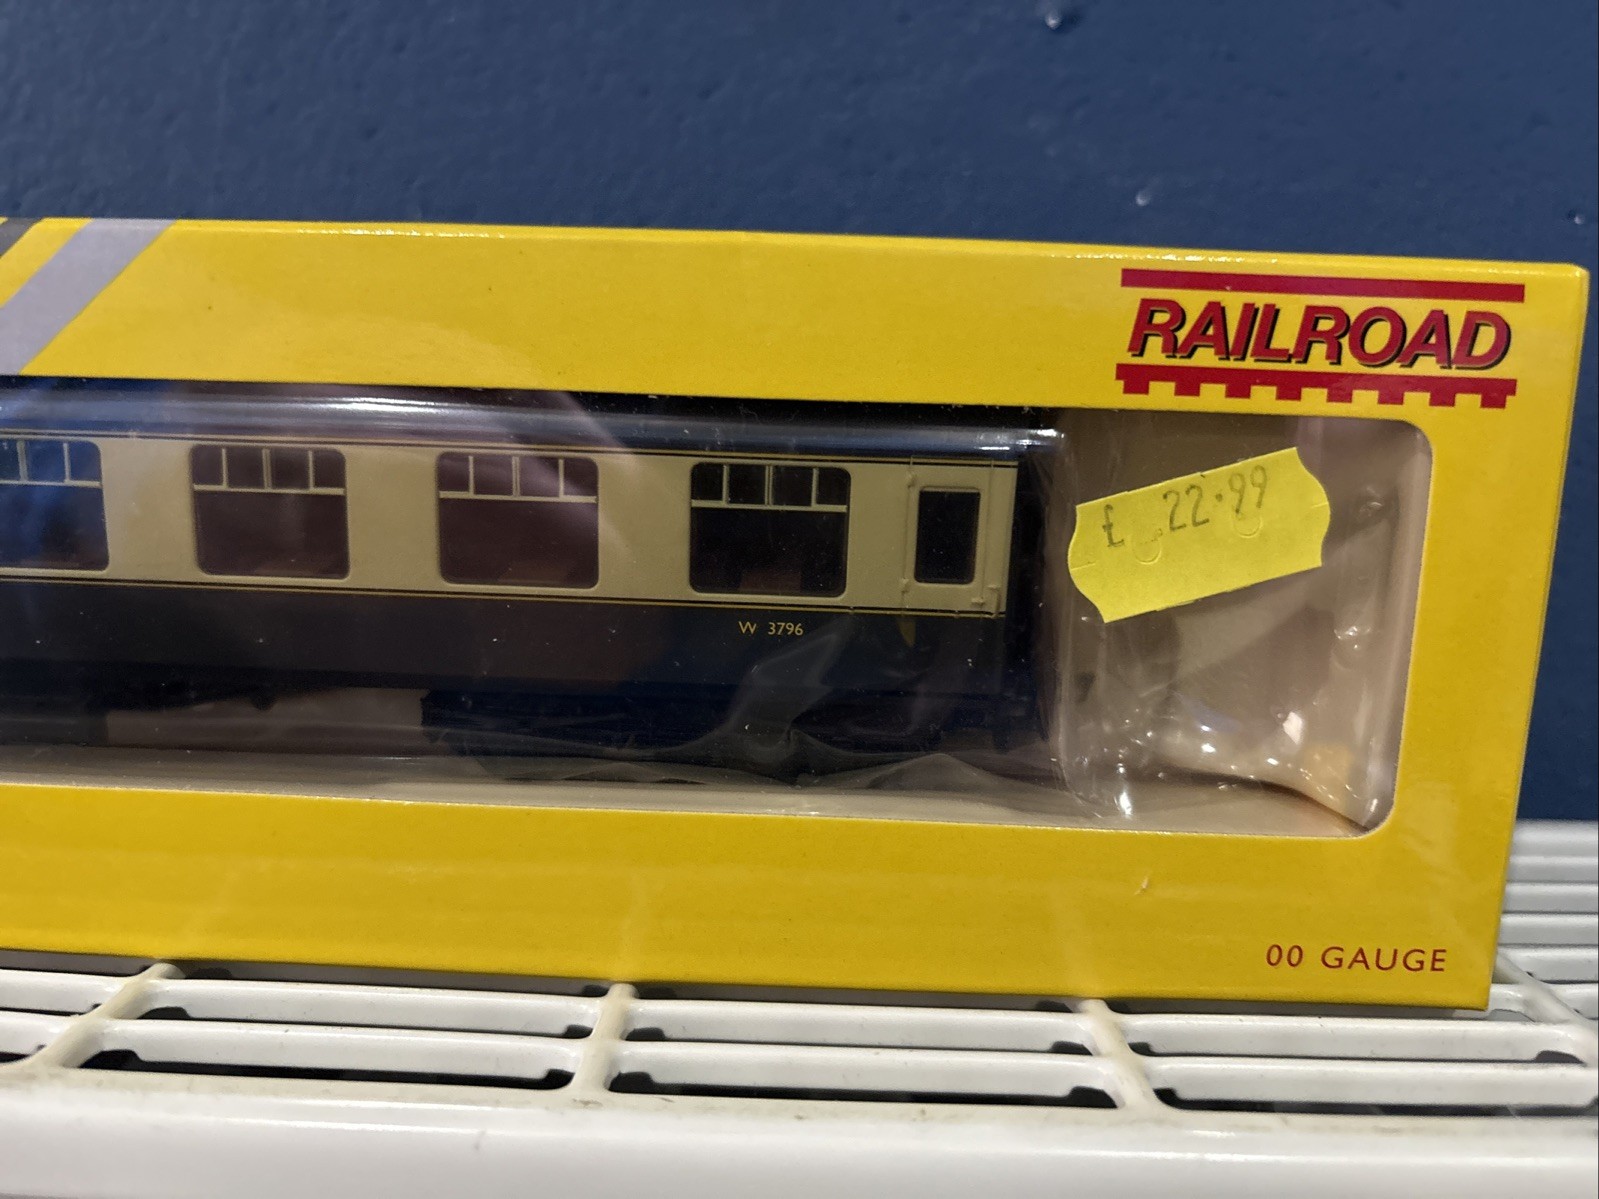 RAILROAD
£ 22.99
W 3796
00 GAUGE